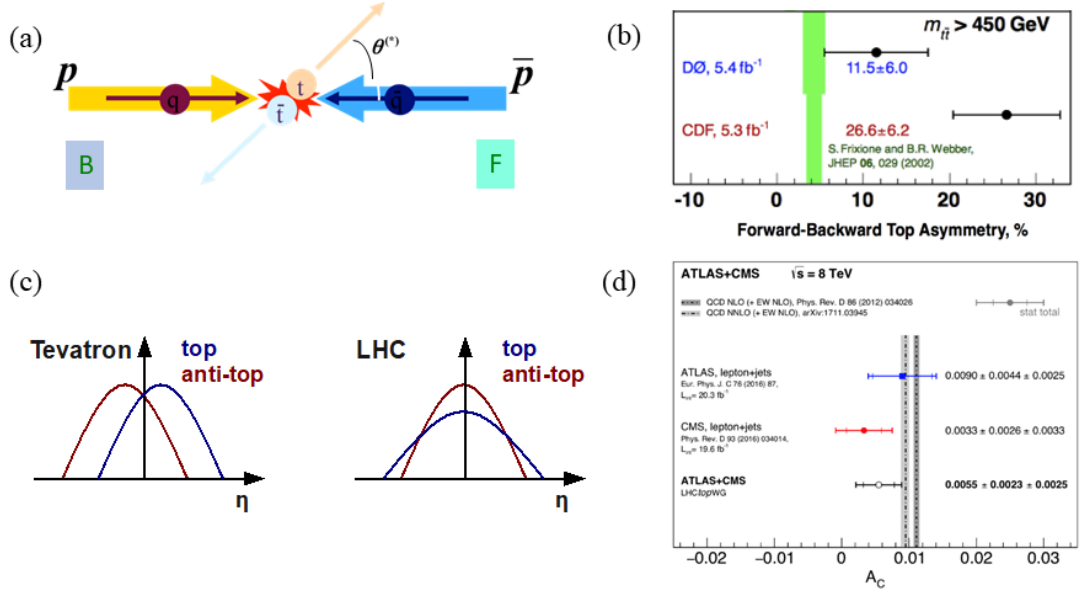 (a)
θ(*)
p
p̅
q
t
t̅
q̅
B
F
(b)
mtt̅ > 450 GeV
DØ, 5.4 fb-1
11.5±6.0
CDF, 5.3 fb-1
26.6±6.2
S. Frixione and B.R. Webber,
JHEP 06, 029 (2002)
-10 0 10 20 30
Forward-Backward Top Asymmetry, %
(c)
Tevatron
top
anti-top
η
LHC
top
anti-top
η
(d)
ATLAS+CMS √s = 8 TeV
QCD NLO (+ EW NLO), Phys. Rev. D 86 (2012) 034026
QCD NNLO (+ EW NLO), arXiv:1711.03945
stat total
ATLAS, lepton+jets
Eur. Phys. J. C 76 (2016) 87,
= 20.3 fb-1
0.0090 ± 0.0044 ± 0.0025
CMS, lepton+jets
Phys. Rev. D 93 (2016) 034014,
= 19.6 fb-1
0.0033 ± 0.0026 ± 0.0033
ATLAS+CMS
LHCtopWG
0.0055 ± 0.0023 ± 0.0025
-0.02 -0.01 0 0.01 0.02 0.03
AC